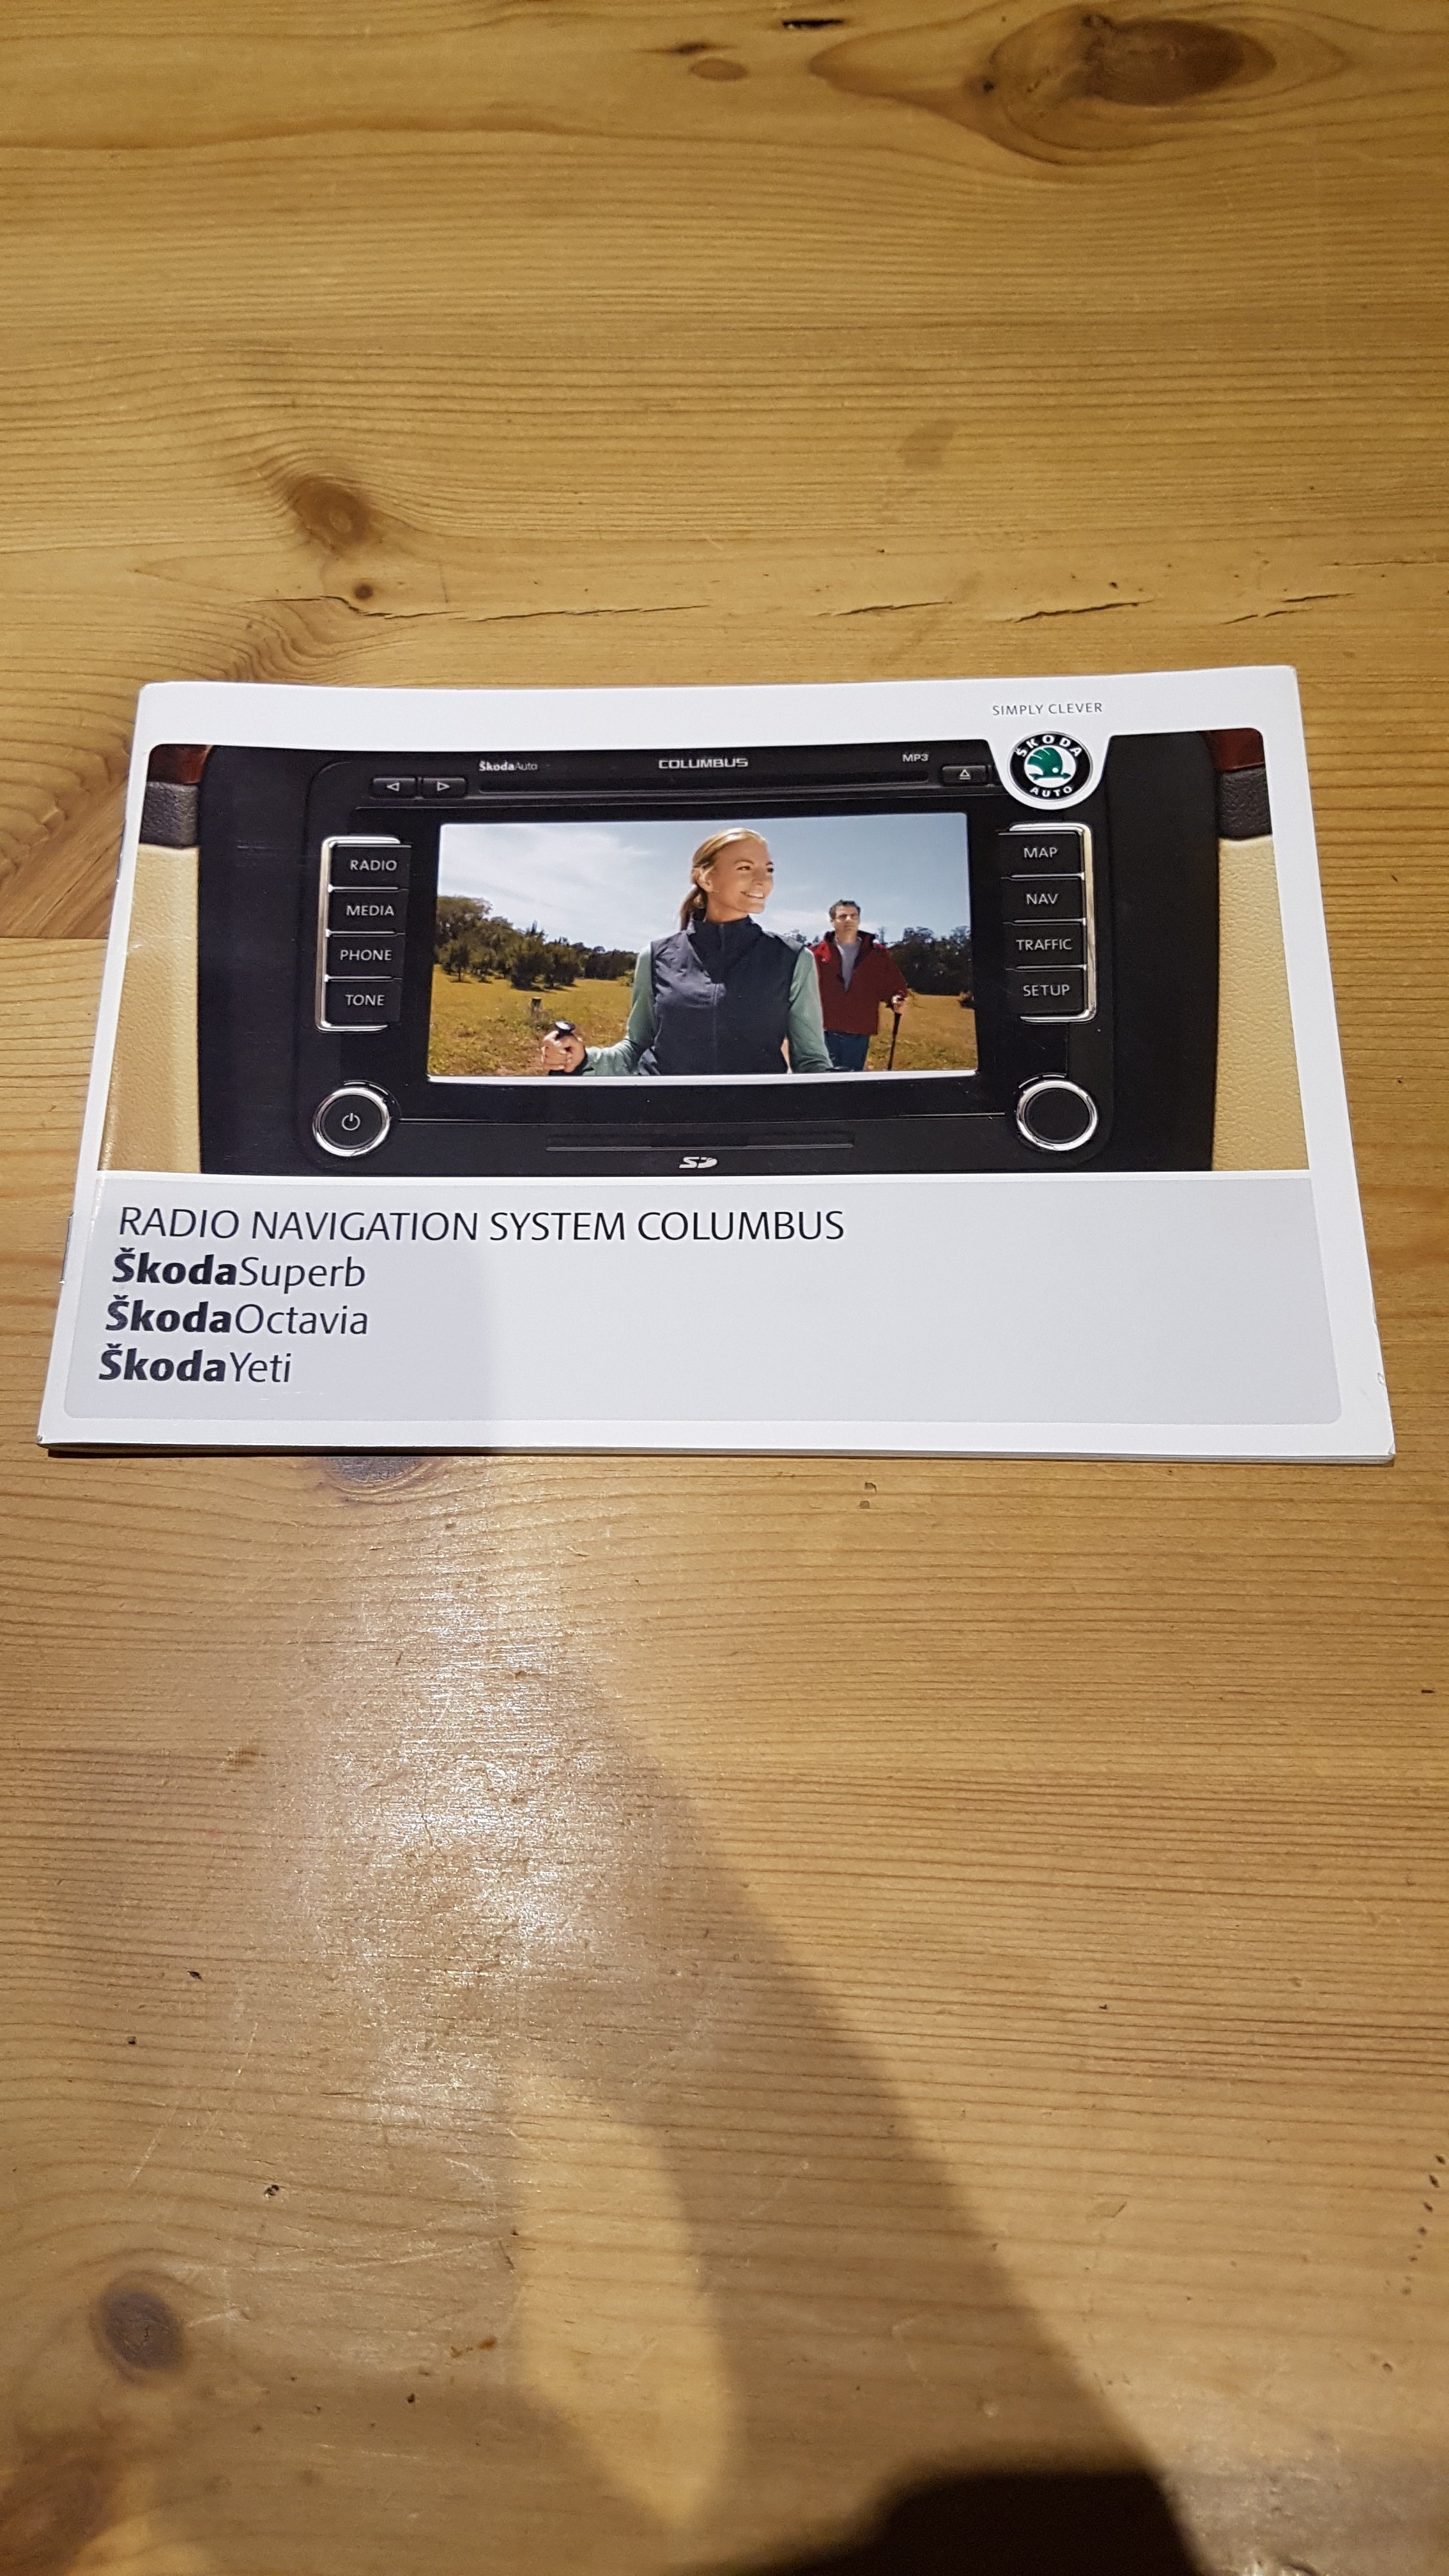 SIMPLY CLEVER
ŠKODA
AUTO
ŠkodaAuto
COLUMBUS
MP3
RADIO
MEDIA
PHONE
TONE
MAP
NAV
TRAFFIC
SETUP
SD
RADIO NAVIGATION SYSTEM COLUMBUS
ŠkodaSuperb
ŠkodaOctavia
ŠkodaYeti